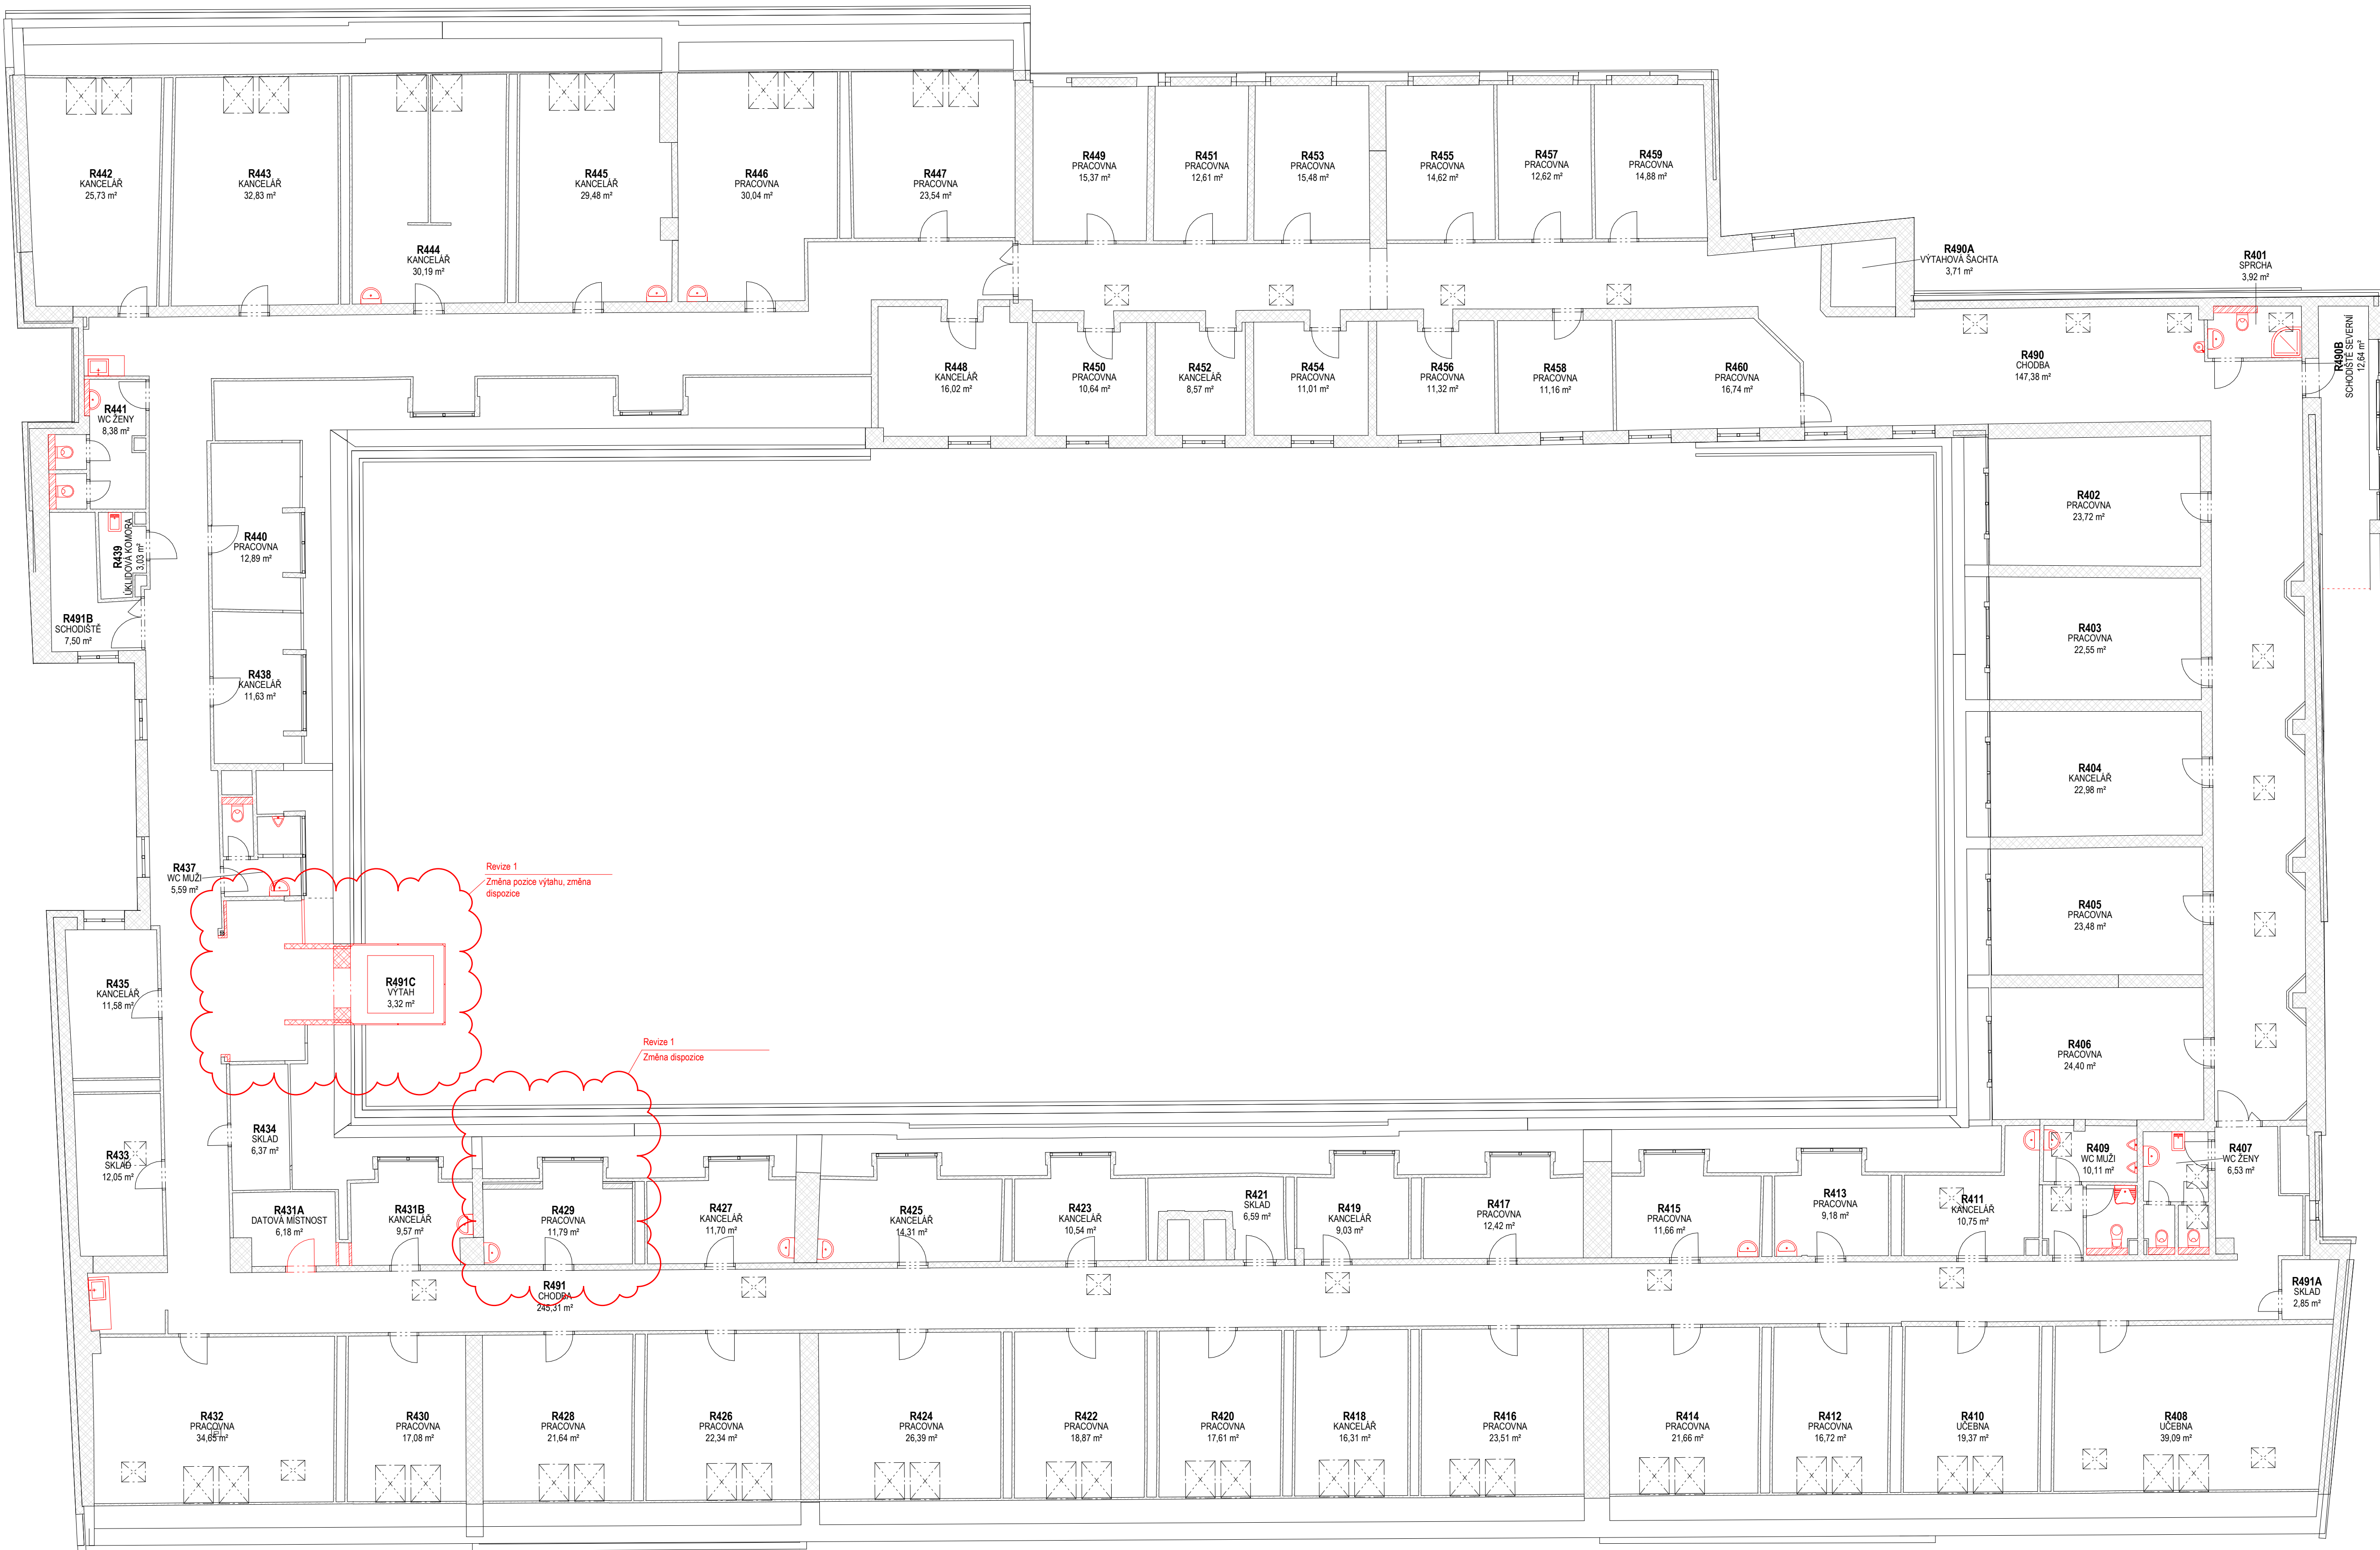 R442
KANCELÁŘ
25,73 m²
R443
KANCELÁŘ
32,83 m²
R444
KANCELÁŘ
30,19 m²
R445
KANCELÁŘ
29,48 m²
R446
PRACOVNA
30,04 m²
R447
PRACOVNA
23,54 m²
R449
PRACOVNA
15,37 m²
R451
PRACOVNA
12,61 m²
R453
PRACOVNA
15,48 m²
R455
PRACOVNA
14,62 m²
R457
PRACOVNA
12,62 m²
R459
PRACOVNA
14,88 m²
R490A
VÝTAHOVÁ ŠACHTA
3,71 m²
R401
SPRCHA
3,92 m²
R490B
SCHODIŠTĚ SEVERNÍ
12,64 m²
R490
CHODBA
147,38 m²
R448
KANCELÁŘ
16,02 m²
R450
PRACOVNA
10,64 m²
R452
KANCELÁŘ
8,57 m²
R454
PRACOVNA
11,01 m²
R456
PRACOVNA
11,32 m²
R458
PRACOVNA
11,16 m²
R460
PRACOVNA
16,74 m²
R441
WC ŽENY
8,38 m²
R439
ÚKLIDOVÁ KOMORA
3,03 m²
R440
PRACOVNA
12,89 m²
R491B
SCHODIŠTĚ
7,50 m²
R438
KANCELÁŘ
11,63 m²
R402
PRACOVNA
23,72 m²
R403
PRACOVNA
22,55 m²
R404
KANCELÁŘ
22,98 m²
R405
PRACOVNA
23,48 m²
R406
PRACOVNA
24,40 m²
R437
WC MUŽI
5,59 m²
Revize 1
Změna pozice výtahu, změna
dispozice
R435
KANCELÁŘ
11,58 m²
R491C
VÝTAH
3,32 m²
Revize 1
Změna dispozice
R433
SKLAD
12,05 m²
R434
SKLAD
6,37 m²
R431A
DATOVÁ MÍSTNOST
6,18 m²
R431B
KANCELÁŘ
9,57 m²
R429
PRACOVNA
11,79 m²
R427
KANCELÁŘ
11,70 m²
R425
KANCELÁŘ
14,31 m²
R423
KANCELÁŘ
10,54 m²
R421
SKLAD
6,59 m²
R419
KANCELÁŘ
9,03 m²
R417
PRACOVNA
12,42 m²
R415
PRACOVNA
11,66 m²
R413
PRACOVNA
9,18 m²
R411
KANCELÁŘ
10,75 m²
R409
WC MUŽI
10,11 m²
R407
WC ŽENY
6,53 m²
R491
CHODBA
245,31 m²
R491A
SKLAD
2,85 m²
R432
PRACOVNA
34,65 m²
R430
PRACOVNA
17,08 m²
R428
PRACOVNA
21,64 m²
R426
PRACOVNA
22,34 m²
R424
PRACOVNA
26,39 m²
R422
PRACOVNA
18,87 m²
R420
PRACOVNA
17,61 m²
R418
KANCELÁŘ
16,31 m²
R416
PRACOVNA
23,51 m²
R414
PRACOVNA
21,66 m²
R412
PRACOVNA
16,72 m²
R410
UČEBNA
19,37 m²
R408
UČEBNA
39,09 m²